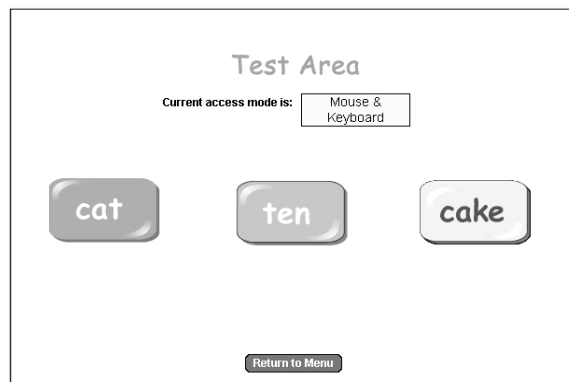 Test Area
Current access mode is: Mouse &
Keyboard
cat ten cake
Return to Menu